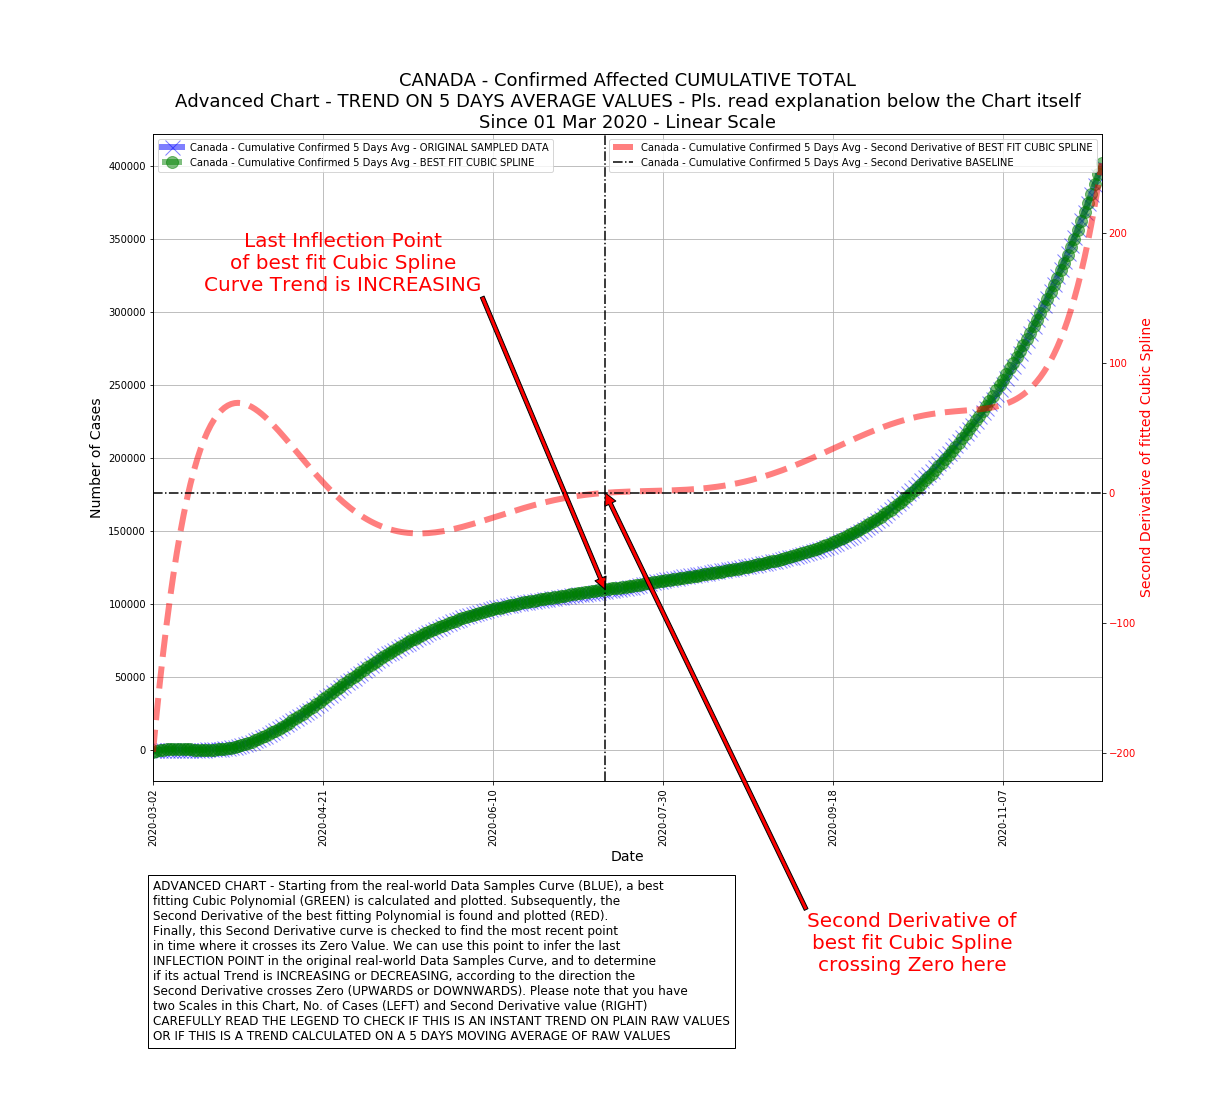 CANADA - Confirmed Affected CUMULATIVE TOTAL
Advanced Chart - TREND ON 5 DAYS AVERAGE VALUES - Pls. read explanation below the Chart itself
Since 01 Mar 2020 - Linear Scale
Canada - Cumulative Confirmed 5 Days Avg - ORIGINAL SAMPLED DATA
Canada - Cumulative Confirmed 5 Days Avg - BEST FIT CUBIC SPLINE
Canada - Cumulative Confirmed 5 Days Avg - Second Derivative of BEST FIT CUBIC SPLINE
Canada - Cumulative Confirmed 5 Days Avg - Second Derivative BASELINE
Last Inflection Point
of best fit Cubic Spline
Curve Trend is INCREASING
Number of Cases
400000
350000
300000
250000
200000
150000
100000
50000
0
200
100
0
−100
−200
Second Derivative of fitted Cubic Spline
2020-03-02
2020-04-21
2020-06-10
2020-07-30
2020-09-18
2020-11-07
Date
ADVANCED CHART - Starting from the real-world Data Samples Curve (BLUE), a best
fitting Cubic Polynomial (GREEN) is calculated and plotted. Subsequently, the
Second Derivative of the best fitting Polynomial is found and plotted (RED).
Finally, this Second Derivative curve is checked to find the most recent point
in time where it crosses its Zero Value. We can use this point to infer the last
INFLECTION POINT in the original real-world Data Samples Curve, and to determine
if its actual Trend is INCREASING or DECREASING, according to the direction the
Second Derivative crosses Zero (UPWARDS or DOWNWARDS). Please note that you have
two Scales in this Chart, No. of Cases (LEFT) and Second Derivative value (RIGHT)
CAREFULLY READ THE LEGEND TO CHECK IF THIS IS AN INSTANT TREND ON PLAIN RAW VALUES
OR IF THIS IS A TREND CALCULATED ON A 5 DAYS MOVING AVERAGE OF RAW VALUES
Second Derivative of
best fit Cubic Spline
crossing Zero here